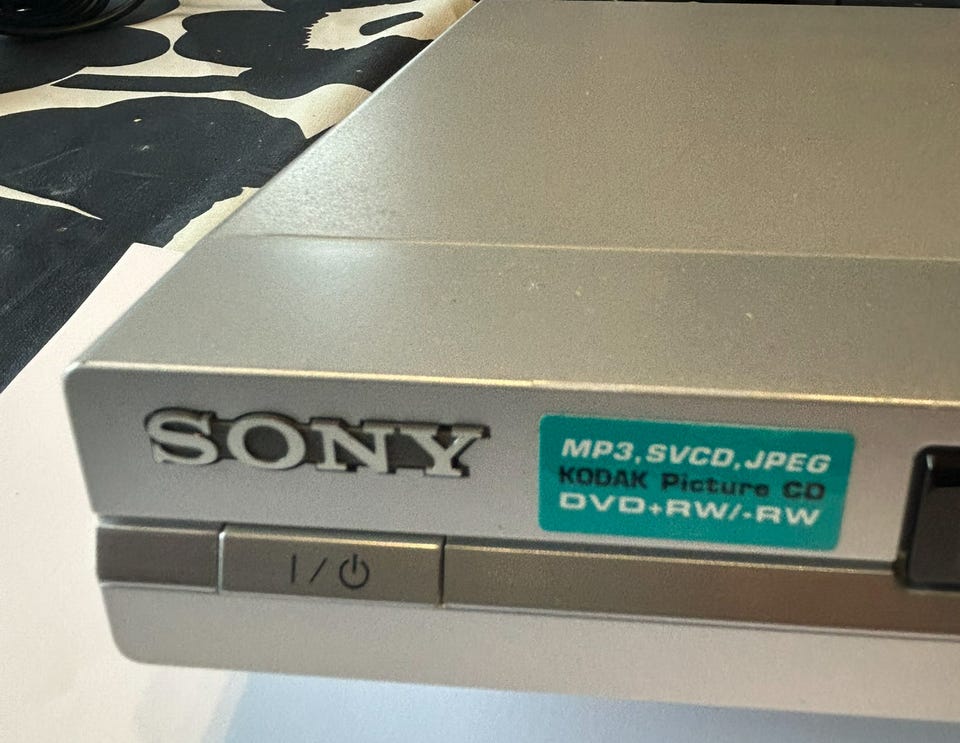 SONY
MP3,SVCD,JPEG
KODAK Picture CD
DVD+RW/-RW
I/⏻